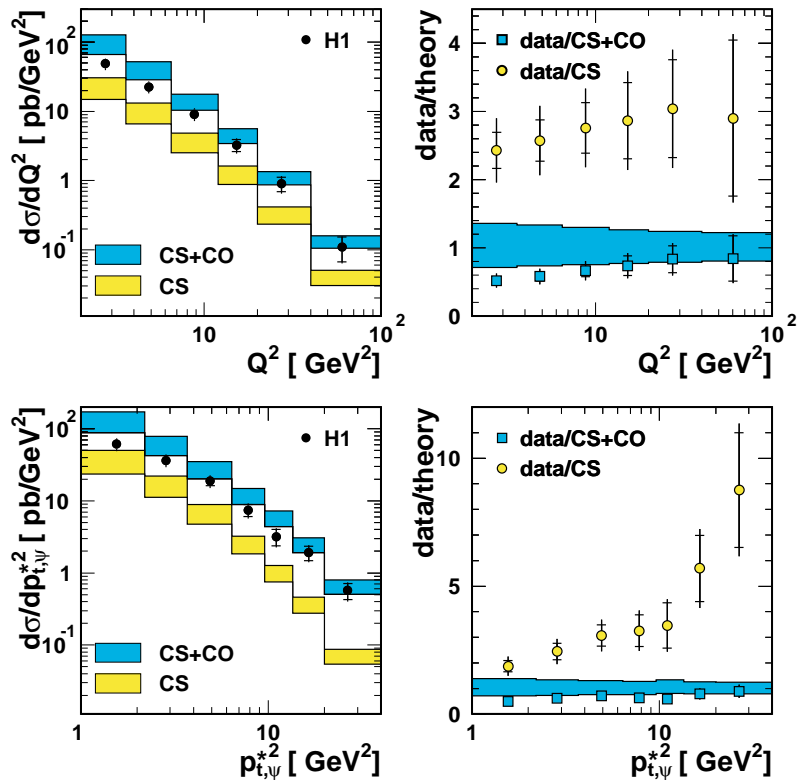 dσ/dQ² [ pb/GeV²]
10²
10
1
10⁻¹
H1
CS+CO
CS
10
10²
Q² [ GeV²]
data/theory
4
3
2
1
0
data/CS+CO
data/CS
10
10²
Q² [ GeV²]
dσ/dp*²t,ψ [ pb/GeV²]
10²
10
1
10⁻¹
H1
CS+CO
CS
1
10
p*²t,ψ [ GeV²]
data/theory
10
5
0
data/CS+CO
data/CS
1
10
p*²t,ψ [ GeV²]